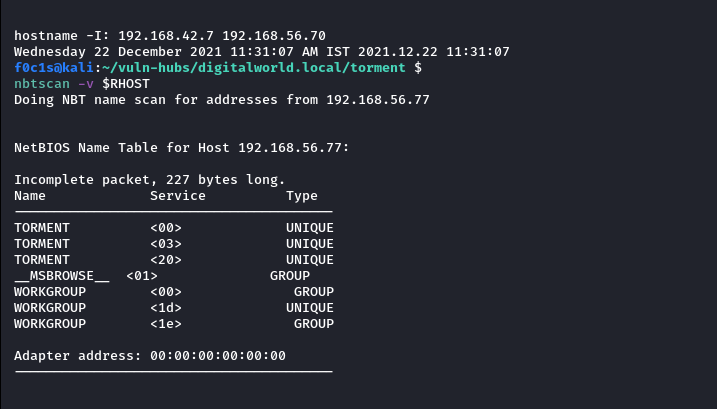 hostname -I: 192.168.42.7 192.168.56.70
Wednesday 22 December 2021 11:31:07 AM IST 2021.12.22 11:31:07
f0c1s@kali:~/vuln-hubs/digitalworld.local/torment $
nbtscan -v $RHOST
Doing NBT name scan for addresses from 192.168.56.77
NetBIOS Name Table for Host 192.168.56.77:
Incomplete packet, 227 bytes long.
Name Service Type
TORMENT <00> UNIQUE
TORMENT <03> UNIQUE
TORMENT <20> UNIQUE
__MSBROWSE__ <01> GROUP
WORKGROUP <00> GROUP
WORKGROUP <1d> UNIQUE
WORKGROUP <1e> GROUP
Adapter address: 00:00:00:00:00:00